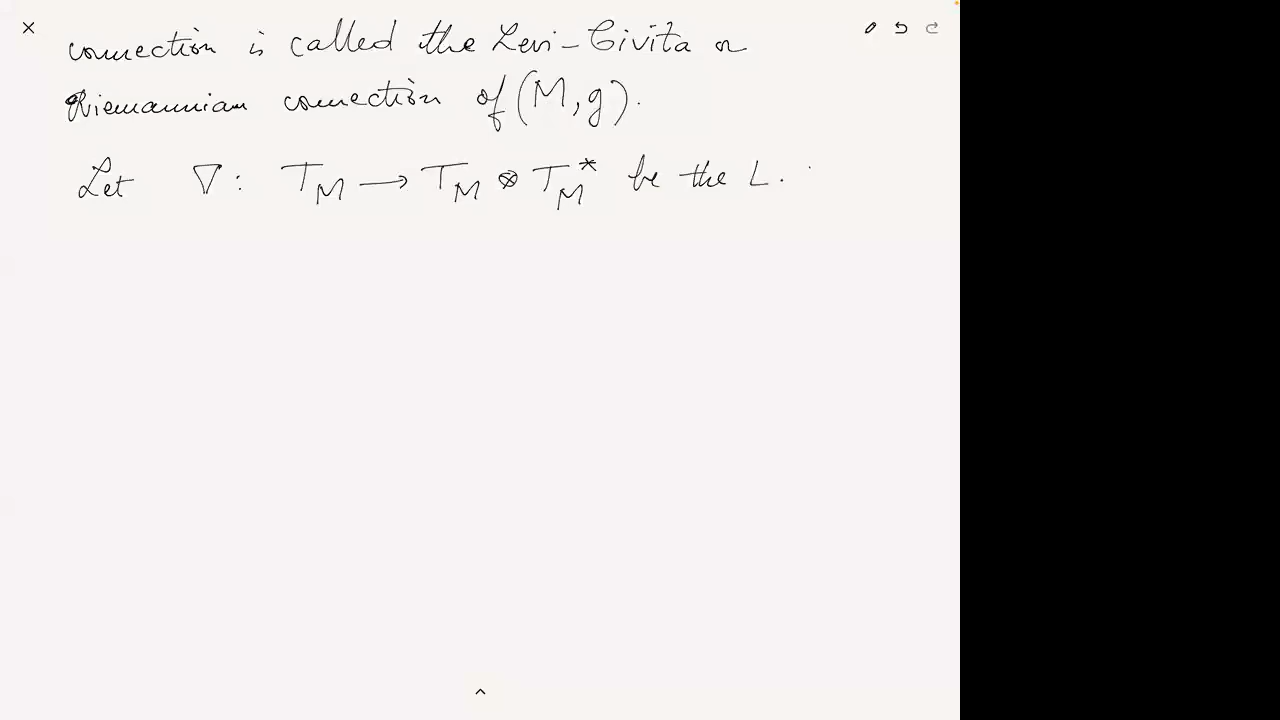 connection is called the Levi-Civita or
Riemannian connection of (M, g).
Let ∇: T_M → T_M ⊗ T_M^* be the L.